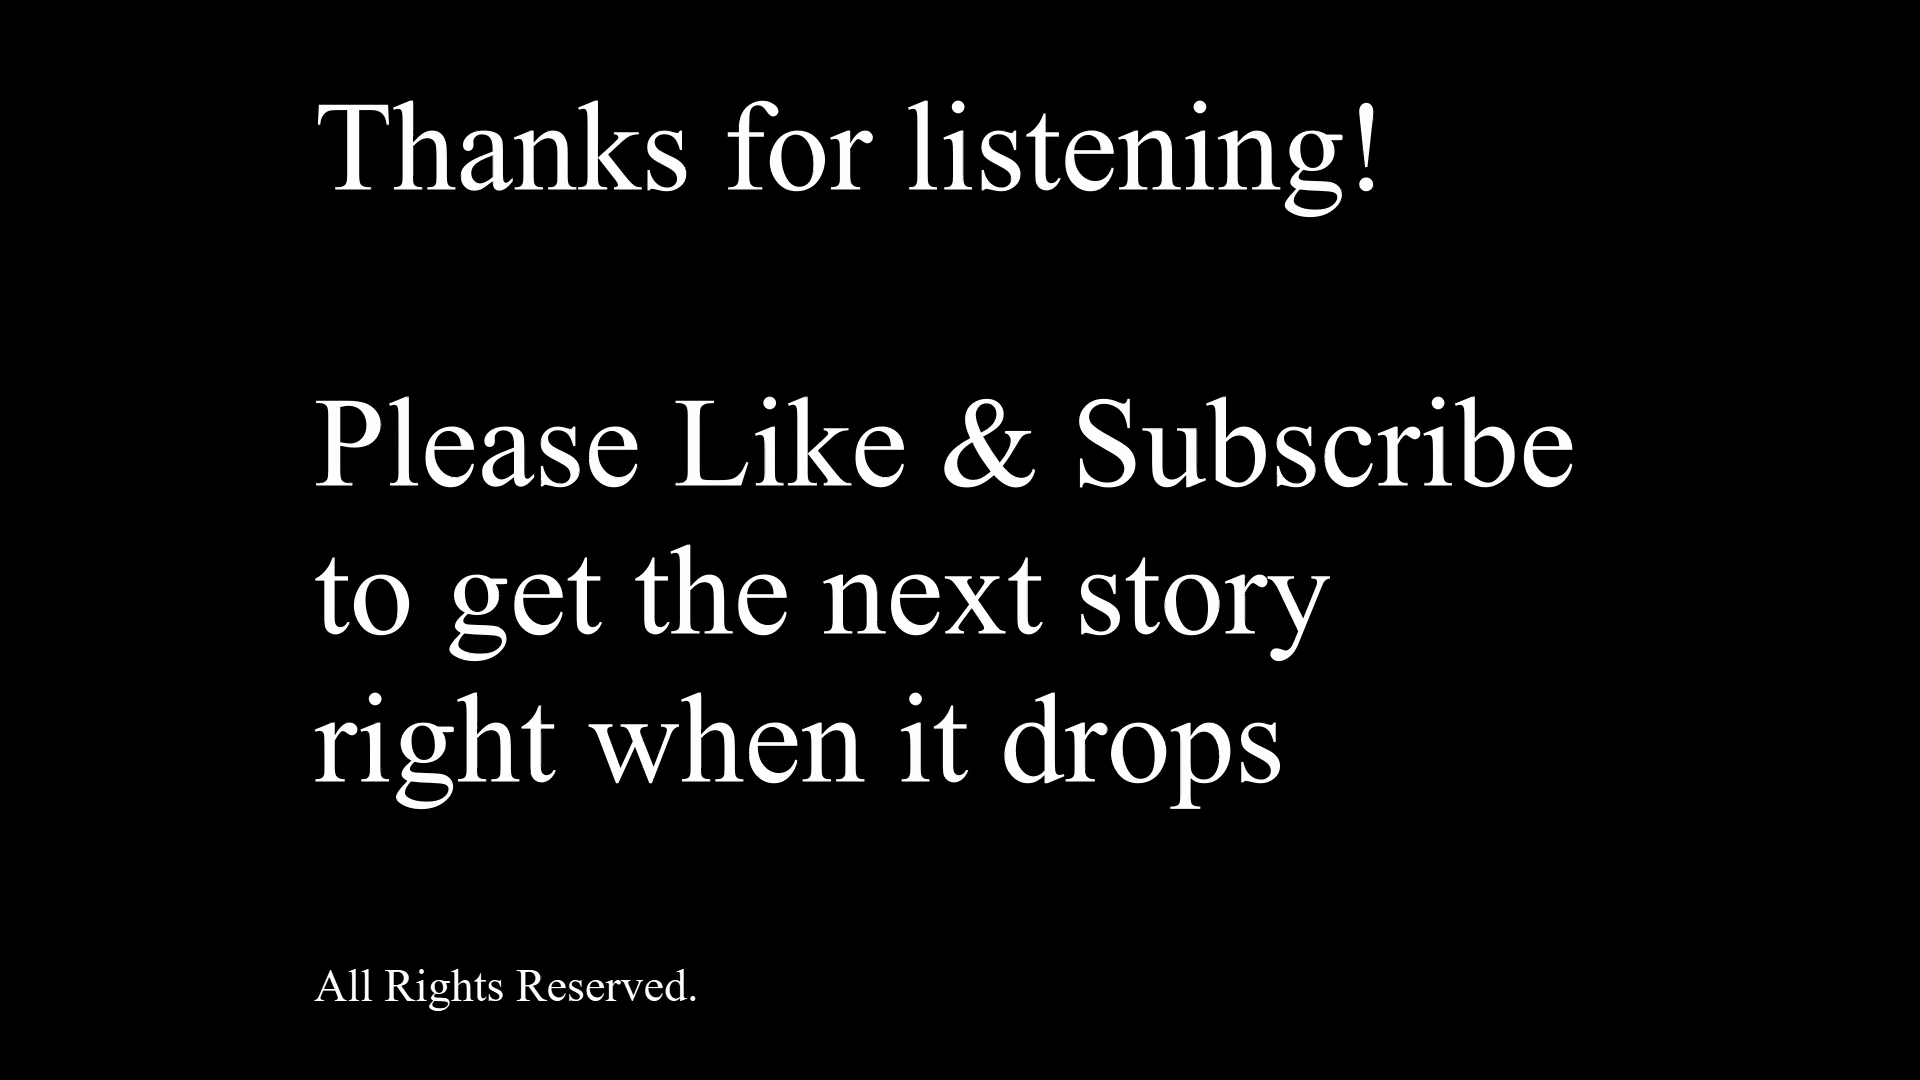 Thanks for listening!
Please Like & Subscribe
to get the next story
right when it drops
All Rights Reserved.